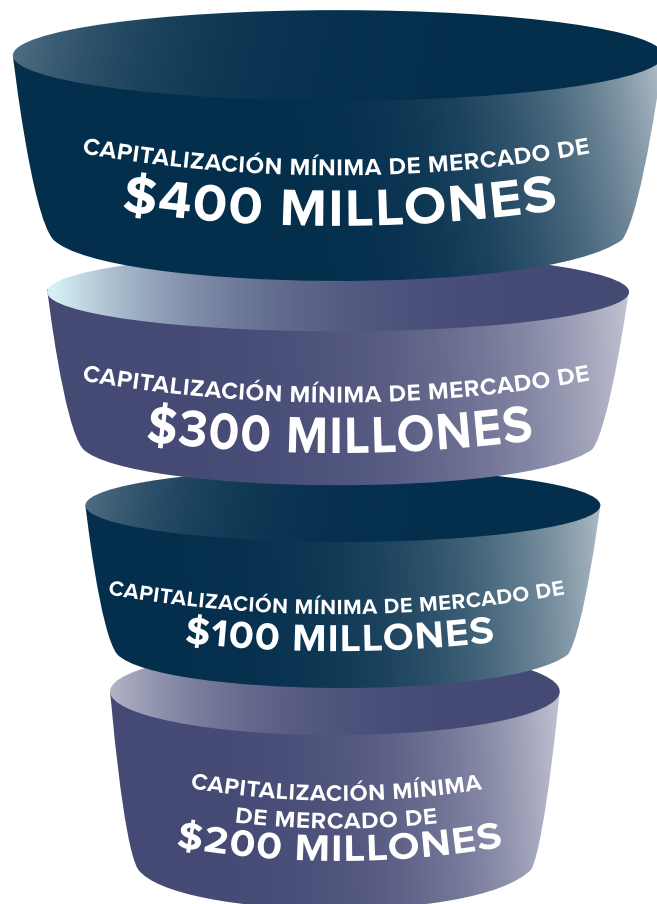 CAPITALIZACIÓN MÍNIMA DE MERCADO DE
$400 MILLONES
CAPITALIZACIÓN MÍNIMA DE MERCADO DE
$300 MILLONES
CAPITALIZACIÓN MÍNIMA DE MERCADO DE
$100 MILLONES
CAPITALIZACIÓN MÍNIMA
DE MERCADO DE
$200 MILLONES